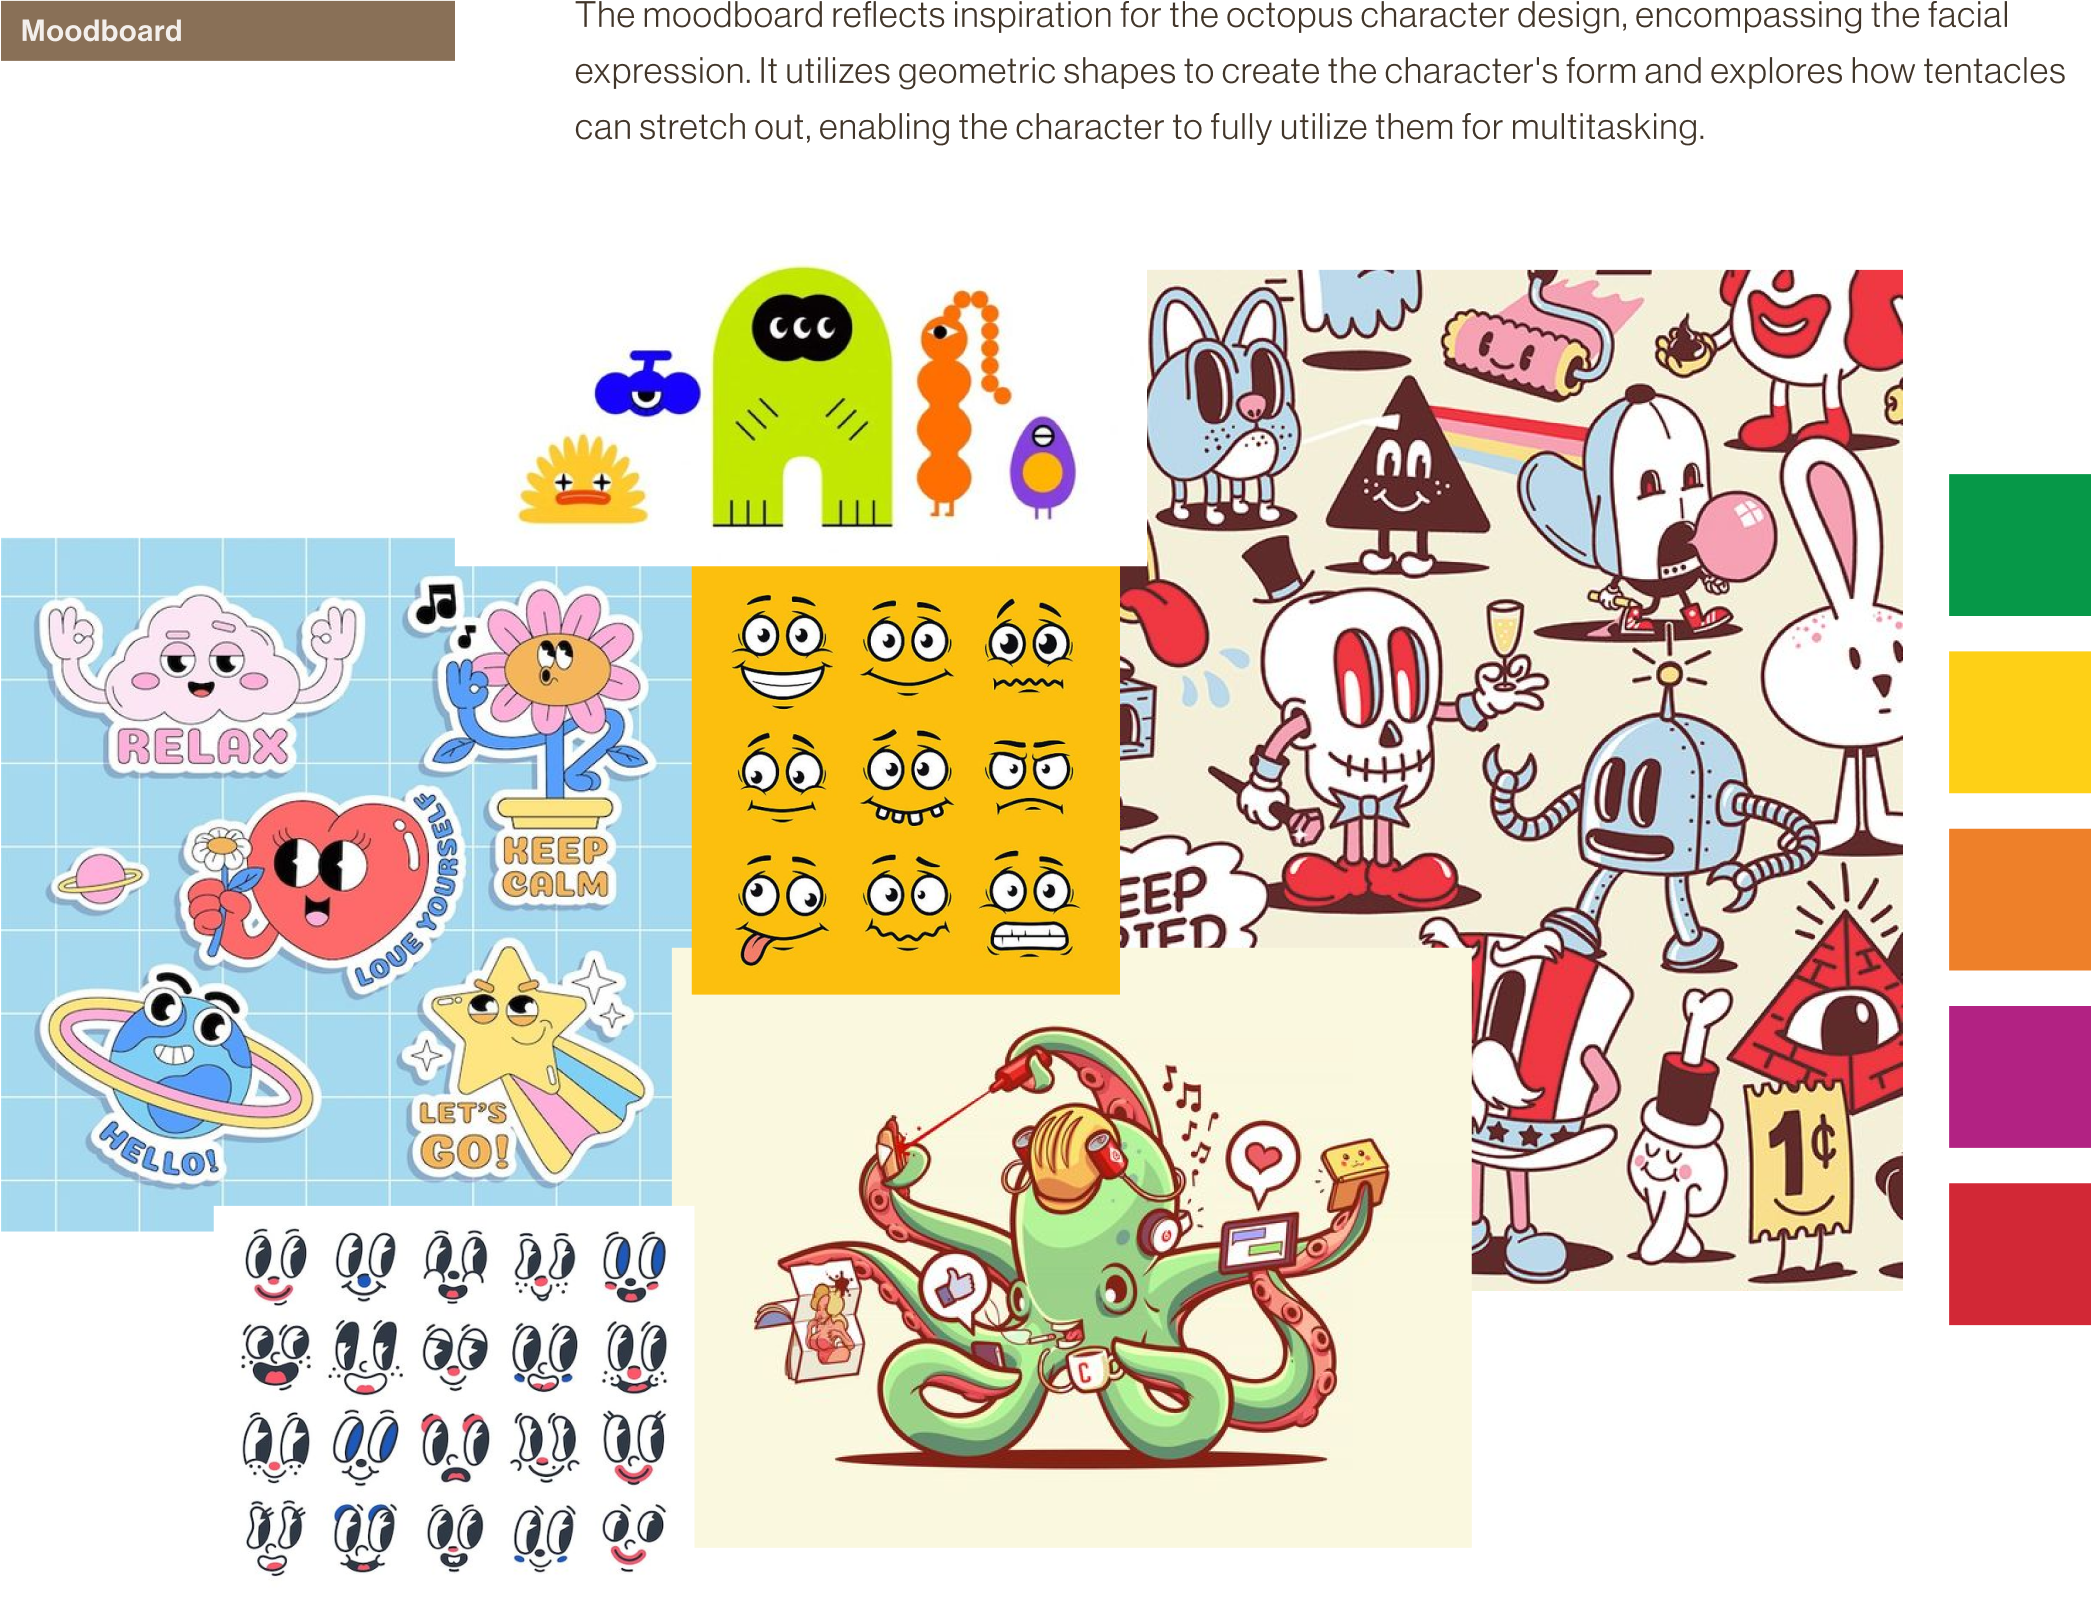 Moodboard
The moodboard reflects inspiration for the octopus character design, encompassing the facial
expression. It utilizes geometric shapes to create the character's form and explores how tentacles
can stretch out, enabling the character to fully utilize them for multitasking.
RELAX
KEEP
CALM
LOVE YOURSELF
HELLO!
LET'S
GO!
EEP
1¢
C